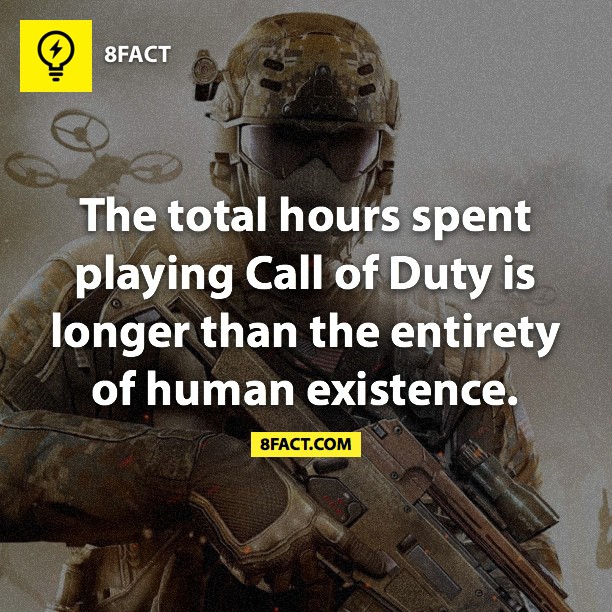 8FACT
The total hours spent
playing Call of Duty is
longer than the entirety
of human existence.
8FACT.COM